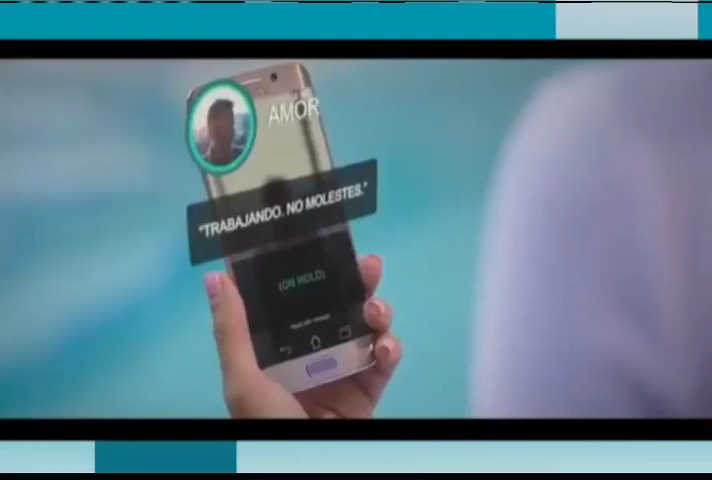 AMOR
"TRABAJANDO. NO MOLESTES."
(ON HOLD)